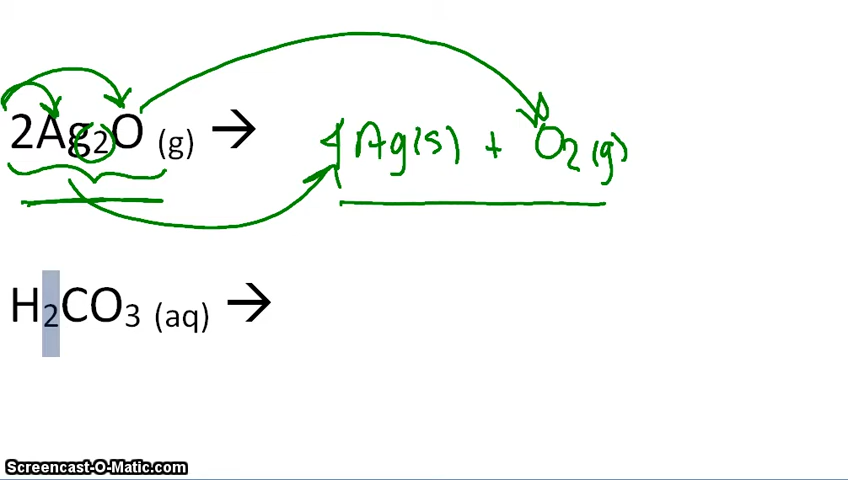 2Ag₂O (g) → 4Ag(s) + O₂(g)
H₂CO₃ (aq) →
Screencast-O-Matic.com